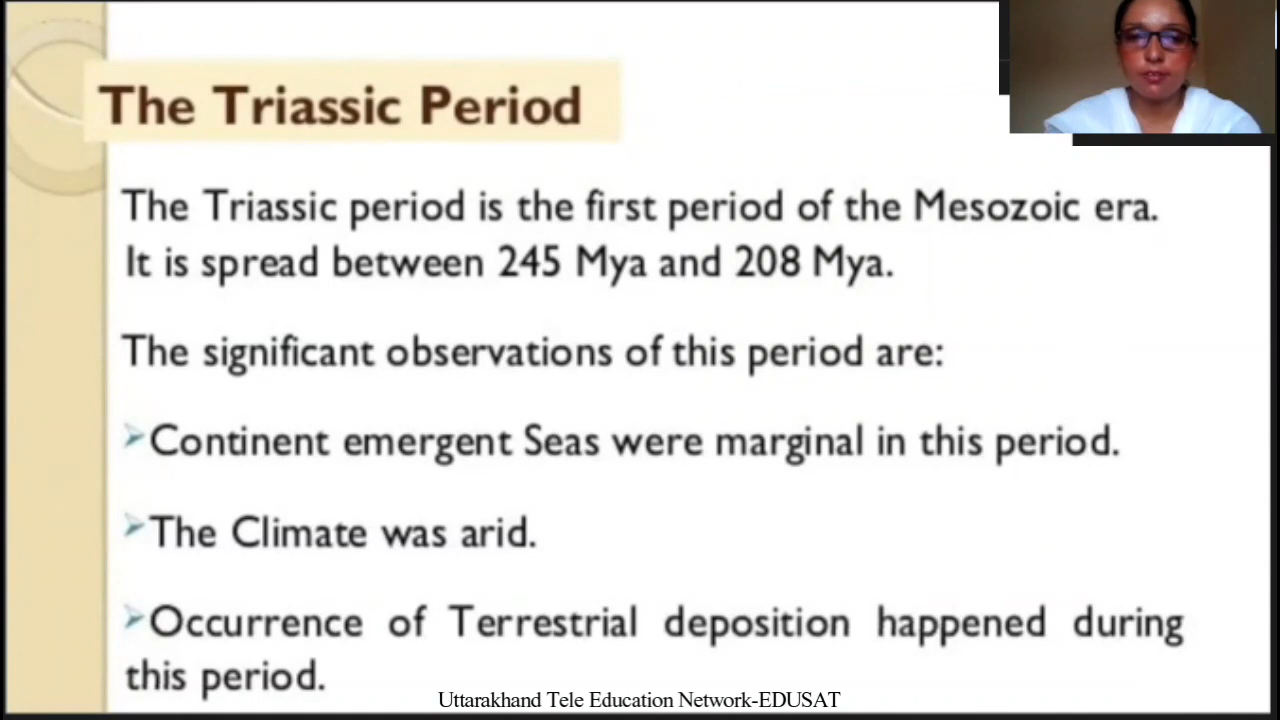 The Triassic Period
The Triassic period is the first period of the Mesozoic era.
It is spread between 245 Mya and 208 Mya.
The significant observations of this period are:
➢Continent emergent Seas were marginal in this period.
➢The Climate was arid.
➢Occurrence of Terrestrial deposition happened during
this period.
Uttarakhand Tele Education Network-EDUSAT